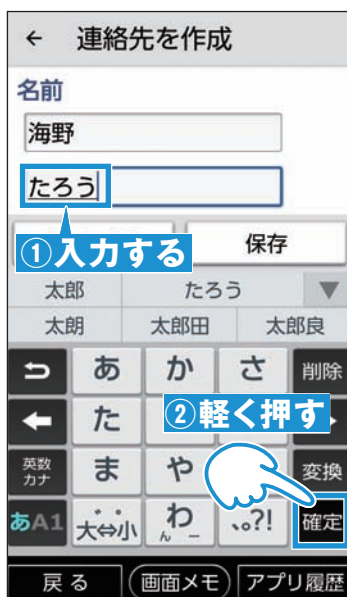 ← 連絡先を作成
名前
海野
たろう
①入力する
保存
太郎 たろう ▼
太朗 太郎田 太郎良
あ か さ 削除
た
②軽く押す
英数カナ ま や 変換
あA1 大⇔小 わ ん ー 、。?! 確定
戻る 画面メモ アプリ履歴